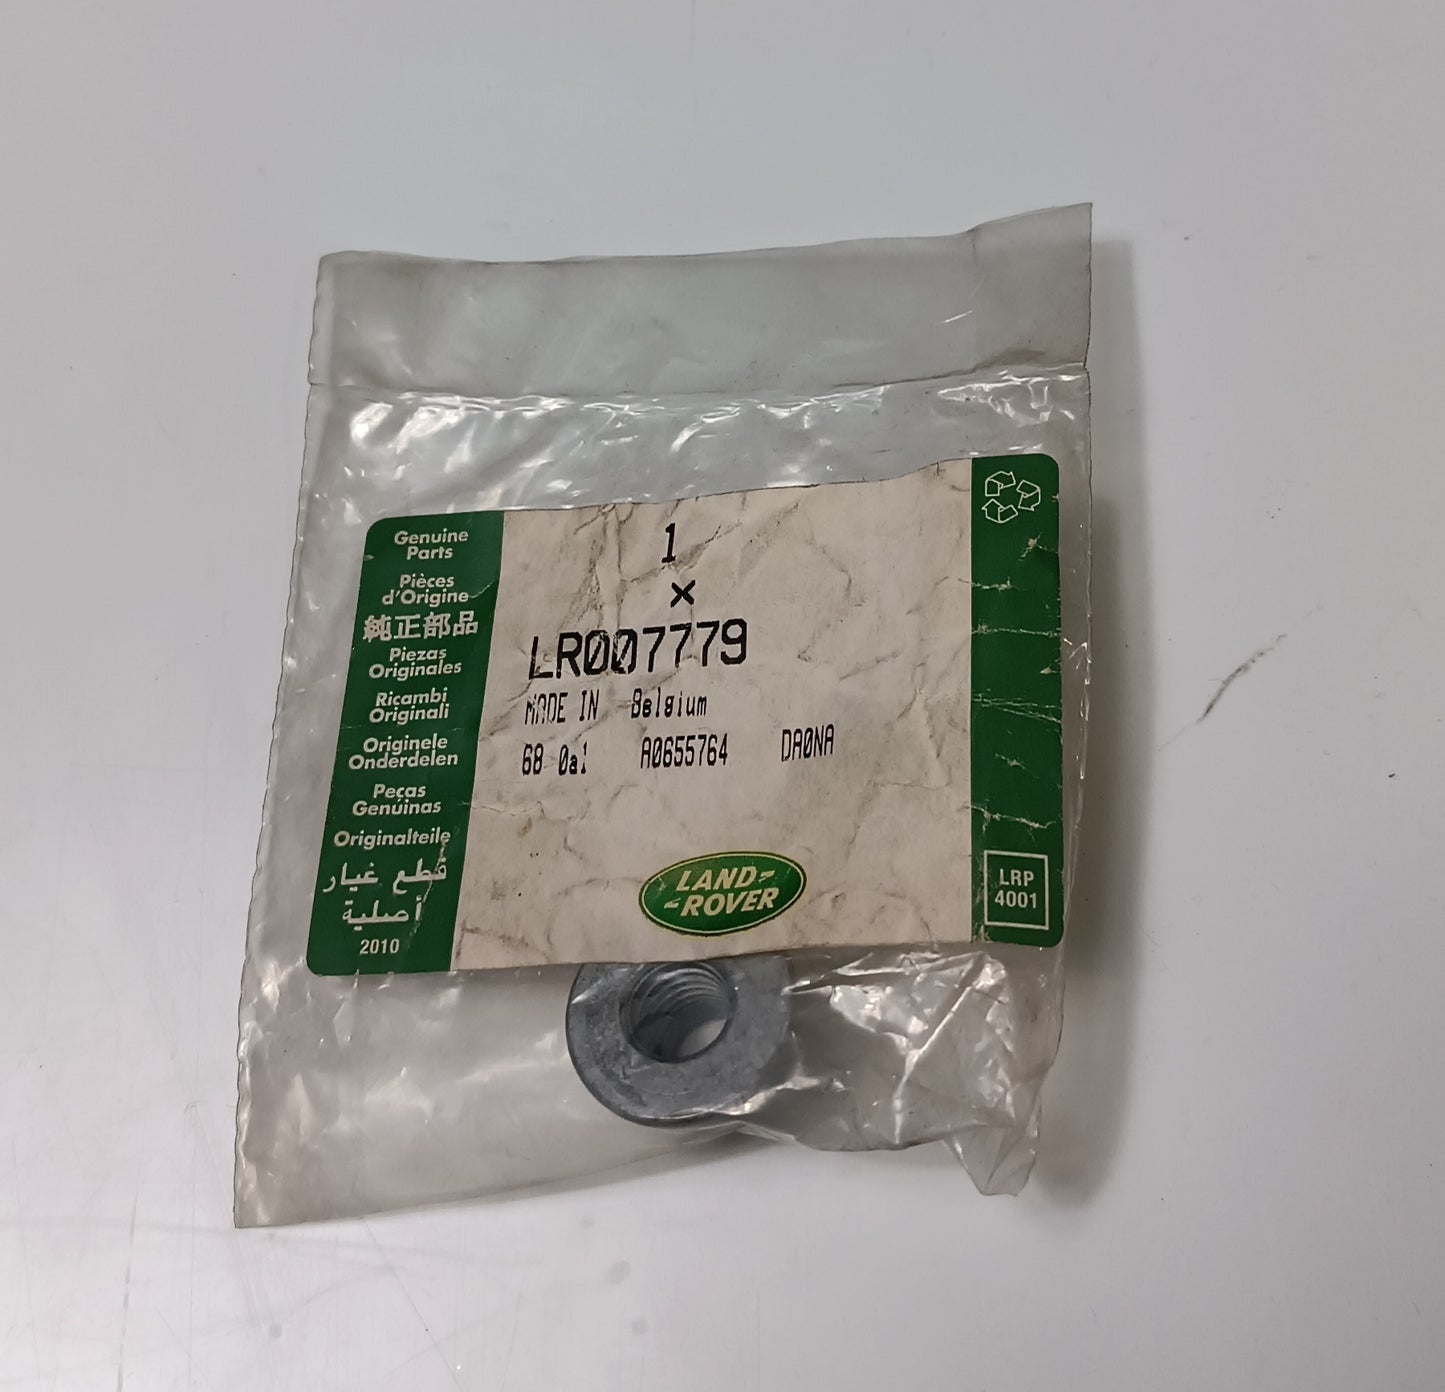 Genuine
Parts
Pièces
d'Origine
純正部品
Piezas
Originales
Ricambi
Originali
Originele
Onderdelen
Peças
Genúinas
Originalteile
قطع غيار
أصلية
2010
1
×
LR007779
MADE IN Belgium
68 0a1 A0655764 DA0NA
LAND-
-ROVER
LRP
4001